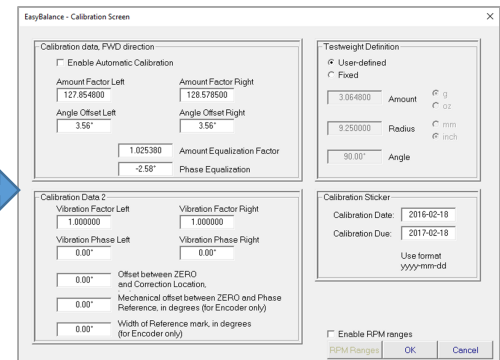 EasyBalance - Calibration Screen
Calibration data, FWD direction
Enable Automatic Calibration
Amount Factor Left
Amount Factor Right
127.854800
128.578500
Angle Offset Left
Angle Offset Right
3.56°
3.56°
1.025380 Amount Equalization Factor
-2.58° Phase Equalization
Calibration Data 2
Vibration Factor Left
Vibration Factor Right
1.000000
1.000000
Vibration Phase Left
Vibration Phase Right
0.00°
0.00°
0.00° Offset between ZERO
and Correction Location,
0.00° Mechanical offset between ZERO and Phase
Reference, in degrees (for Encoder only)
0.00° Width of Reference mark, in degrees
(for Encoder only)
Testweight Definition
User-defined
Fixed
3.064800 Amount
g
oz
9.250000 Radius
mm
inch
90.00° Angle
Calibration Sticker
Calibration Date: 2016-02-18
Calibration Due: 2017-02-18
Use format
yyyy-mm-dd
Enable RPM ranges
RPM Ranges OK Cancel